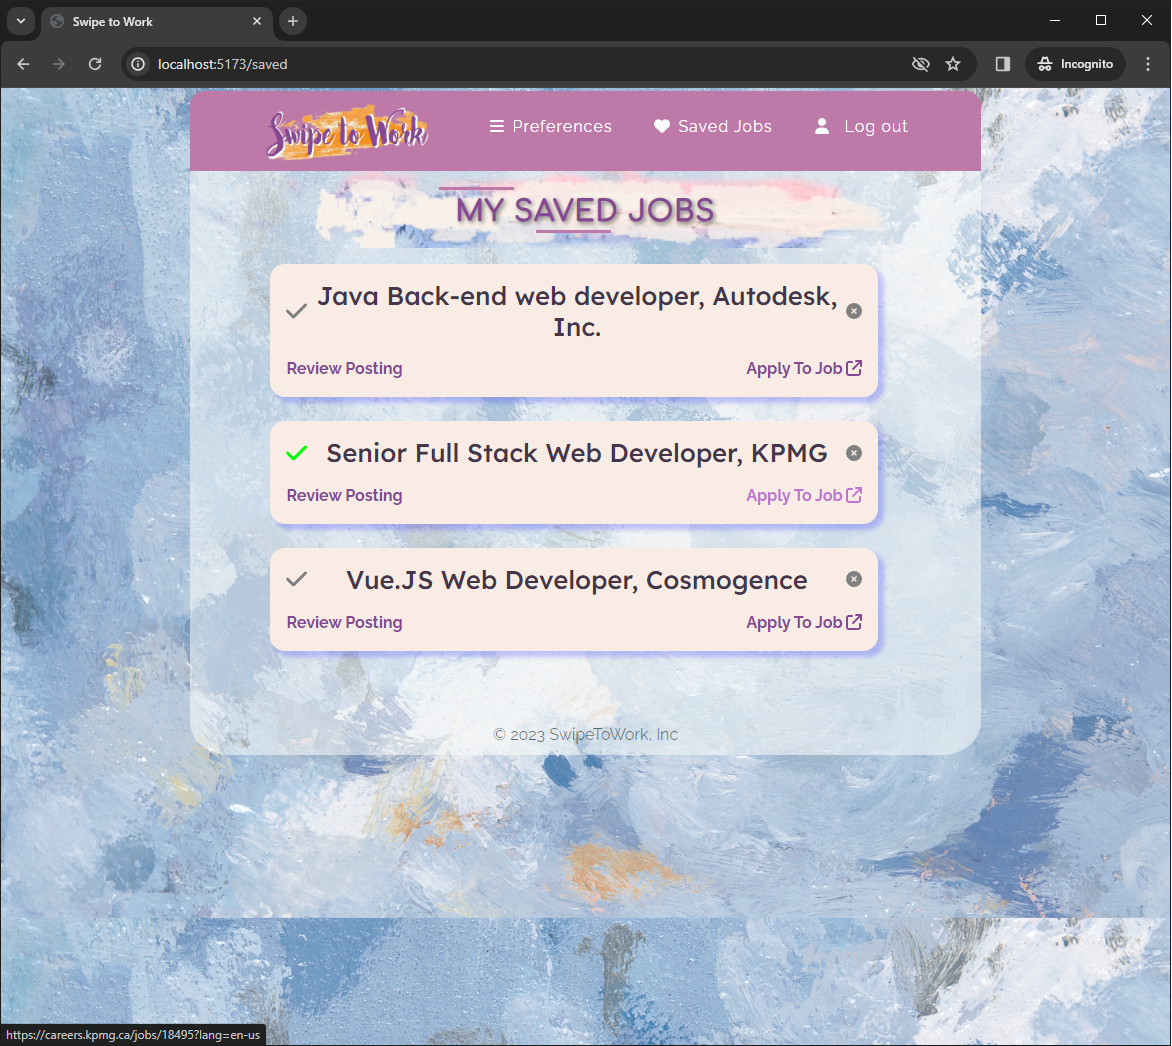 Swipe to Work
localhost:5173/saved
Incognito
Swipe to Work
Preferences
Saved Jobs
Log out
MY SAVED JOBS
Java Back-end web developer, Autodesk,
Inc.
Review Posting
Apply To Job
Senior Full Stack Web Developer, KPMG
Review Posting
Apply To Job
Vue.JS Web Developer, Cosmogence
Review Posting
Apply To Job
© 2023 SwipeToWork, Inc
https://careers.kpmg.ca/jobs/18495?lang=en-us